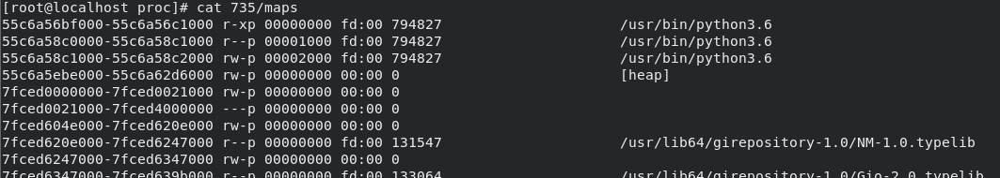 [root@localhost proc]# cat 735/maps
55c6a56bf000-55c6a56c1000 r-xp 00000000 fd:00 794827 /usr/bin/python3.6
55c6a58c0000-55c6a58c1000 r--p 00001000 fd:00 794827 /usr/bin/python3.6
55c6a58c1000-55c6a58c2000 rw-p 00002000 fd:00 794827 /usr/bin/python3.6
55c6a5ebe000-55c6a62d6000 rw-p 00000000 00:00 0 [heap]
7fced0000000-7fced0021000 rw-p 00000000 00:00 0
7fced0021000-7fced4000000 ---p 00000000 00:00 0
7fced604e000-7fced620e000 rw-p 00000000 00:00 0
7fced620e000-7fced6247000 r--p 00000000 fd:00 131547 /usr/lib64/girepository-1.0/NM-1.0.typelib
7fced6247000-7fced6347000 rw-p 00000000 00:00 0
7fced6347000-7fced639b000 r--p 00000000 fd:00 133064 /usr/lib64/girepository-1.0/Gio-2.0.typelib